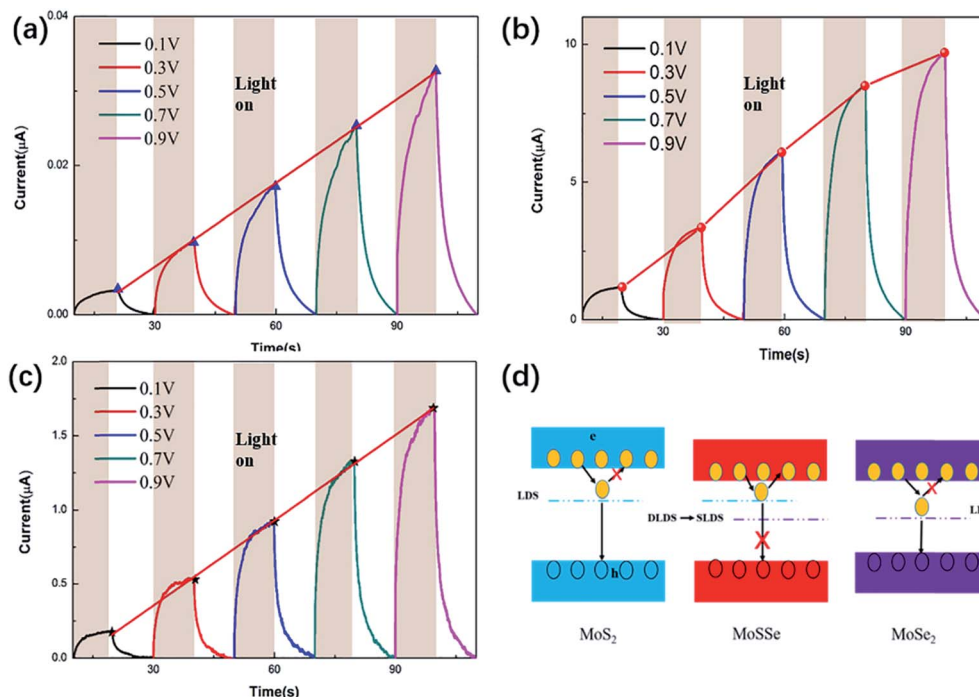 (a)
0.04
0.1V
0.3V
0.5V
0.7V
0.9V
Light
on
0.02
0.00
Current(μA)
30
60
90
Time(s)
(b)
10
0.1V
0.3V
0.5V
0.7V
0.9V
Light
on
5
0
Current(μA)
30
60
90
Time(s)
(c)
2.0
0.1V
0.3V
0.5V
0.7V
0.9V
Light
on
1.5
1.0
0.5
0.0
Current(μA)
30
60
90
Time(s)
(d)
e
LDS
DLDS SLDS
h
MoS2
MoSSe
MoSe2